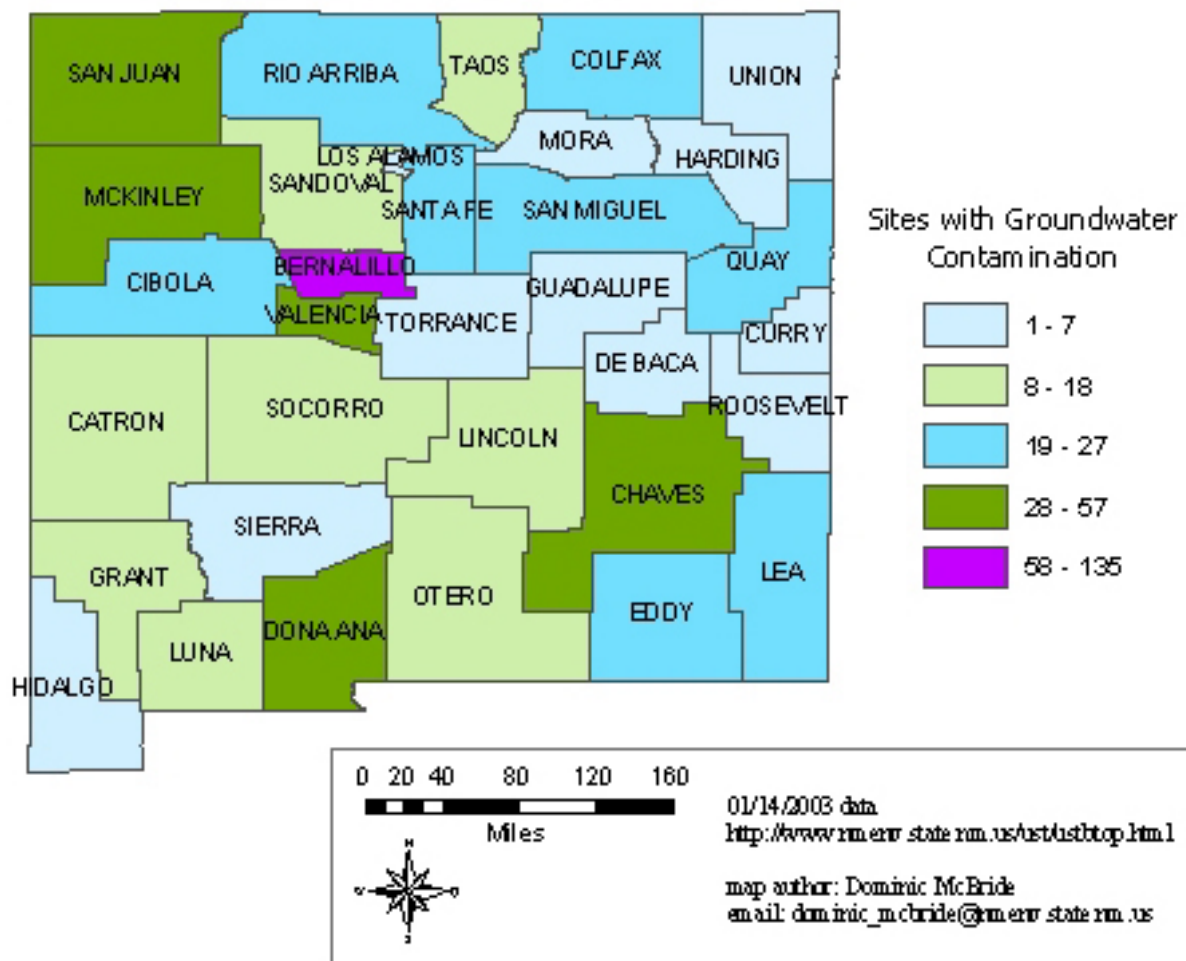 SAN JUAN
RIO ARRIBA
TAOS
COLFAX
UNION
MORA
HARDING
LOS ALAMOS
SANDOVAL
MCKINLEY
SANTA FE
SAN MIGUEL
Sites with Groundwater
Contamination
QUAY
BERNALILLO
CIBOLA
GUADALUPE
VALENCIA
TORRANCE
CURRY
1 - 7
DE BACA
ROOSEVELT
8 - 18
CATRON
SOCORRO
LINCOLN
19 - 27
CHAVES
28 - 57
SIERRA
GRANT
OTERO
LEA
58 - 135
EDDY
DONA ANA
LUNA
HIDALGO
0 20 40 80 120 160
Miles
01/14/2003 data
http://www.nmenv.state.nm.us/ust/ustbtop.html
map author: Dominic McBride
email: dominic_mcbride@nmenv.state.nm.us
N
S